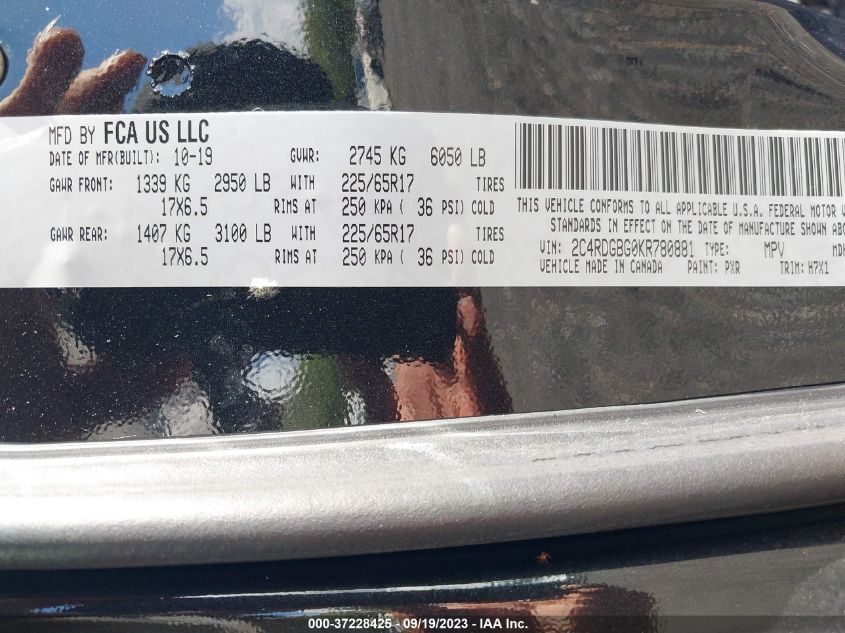 MFD BY FCA US LLC
DATE OF MFR(BUILT): 10-19 GVWR: 2745 KG 6050 LB
GAWR FRONT: 1339 KG 2950 LB WITH 225/65R17 TIRES
17X6.5 RIMS AT 250 KPA ( 36 PSI) COLD
GAWR REAR: 1407 KG 3100 LB WITH 225/65R17 TIRES
17X6.5 RIMS AT 250 KPA ( 36 PSI) COLD
THIS VEHICLE CONFORMS TO ALL APPLICABLE U.S.A. FEDERAL MOTOR V
STANDARDS IN EFFECT ON THE DATE OF MANUFACTURE SHOWN ABO
VIN: 2C4RDGBG0KR780881 TYPE: MPV MDH
VEHICLE MADE IN CANADA PAINT: PXR TRIM: H7X1
000-37228425 - 09/19/2023 - IAA Inc.